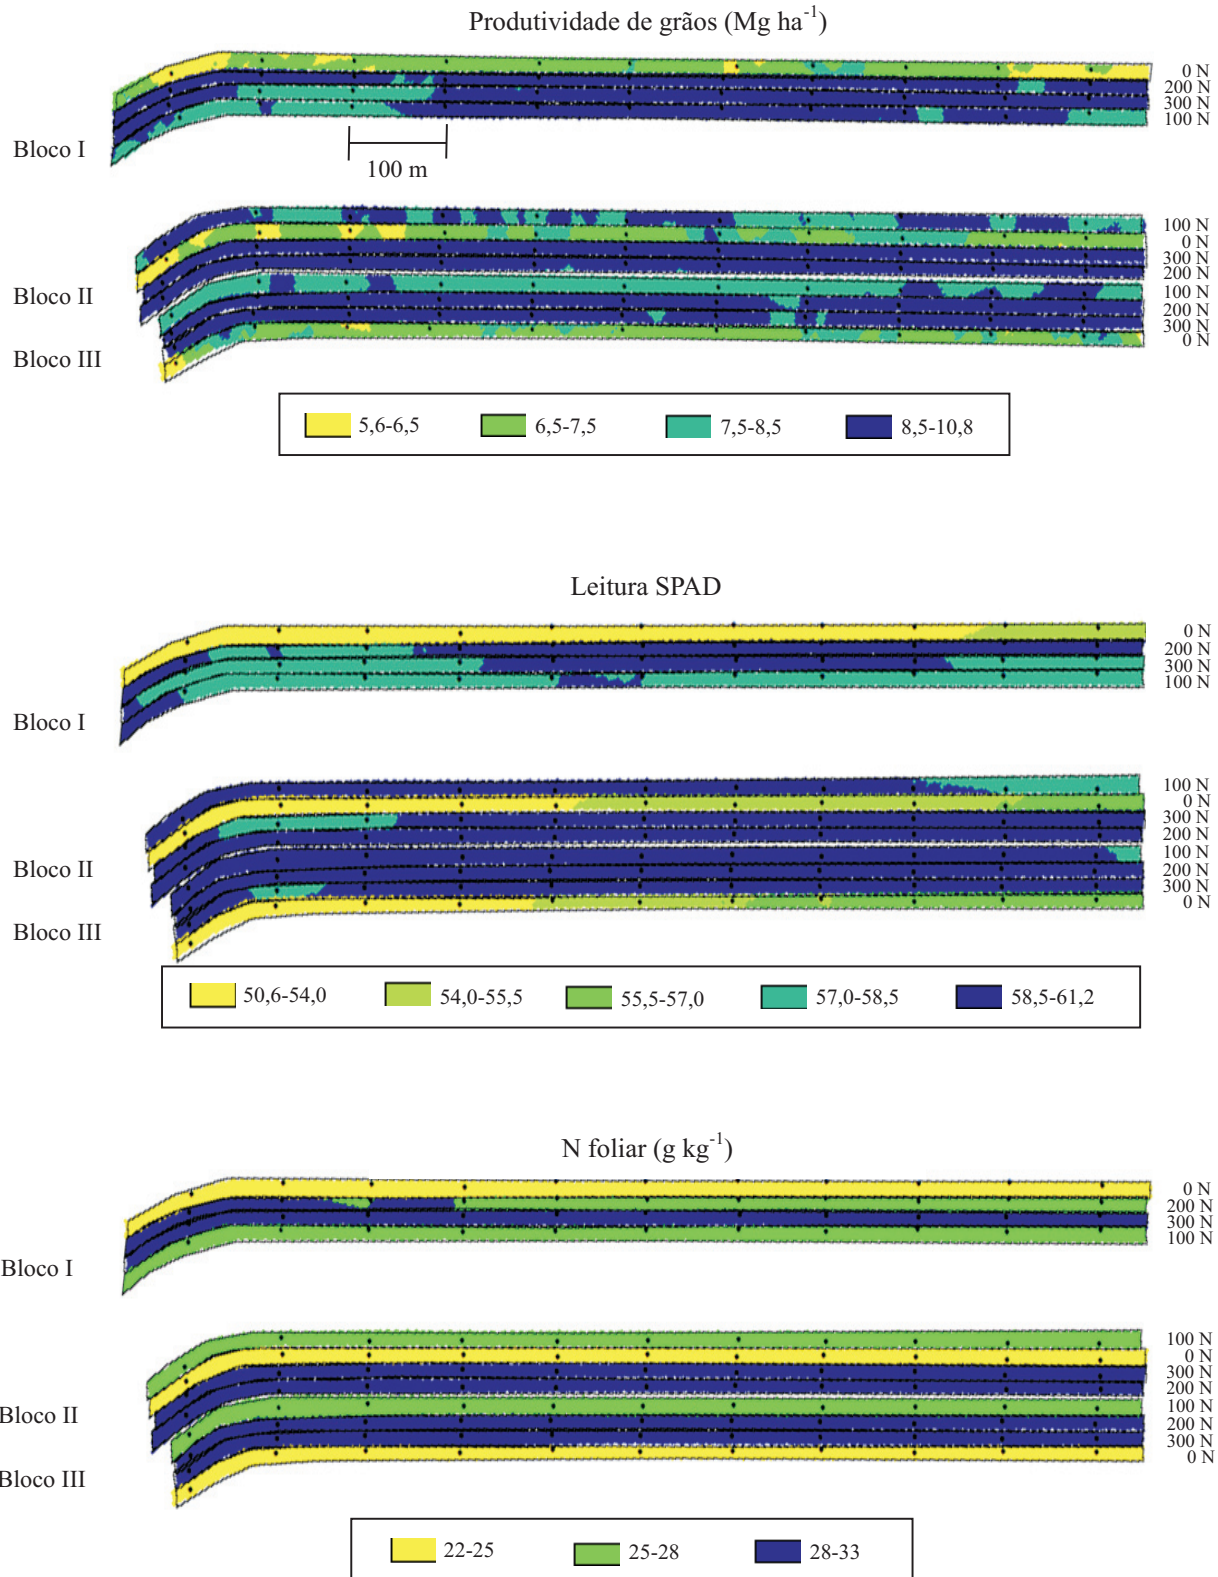 Produtividade de grãos (Mg ha⁻¹)
0 N
200 N
300 N
100 N
Bloco I
100 m
100 N
0 N
300 N
200 N
Bloco II
100 N
200 N
300 N
0 N
Bloco III
5,6-6,5 6,5-7,5 7,5-8,5 8,5-10,8
Leitura SPAD
0 N
200 N
300 N
100 N
Bloco I
100 N
0 N
300 N
200 N
Bloco II
100 N
200 N
300 N
0 N
Bloco III
50,6-54,0 54,0-55,5 55,5-57,0 57,0-58,5 58,5-61,2
N foliar (g kg⁻¹)
0 N
200 N
300 N
100 N
Bloco I
100 N
0 N
300 N
200 N
Bloco II
100 N
200 N
300 N
0 N
Bloco III
22-25 25-28 28-33